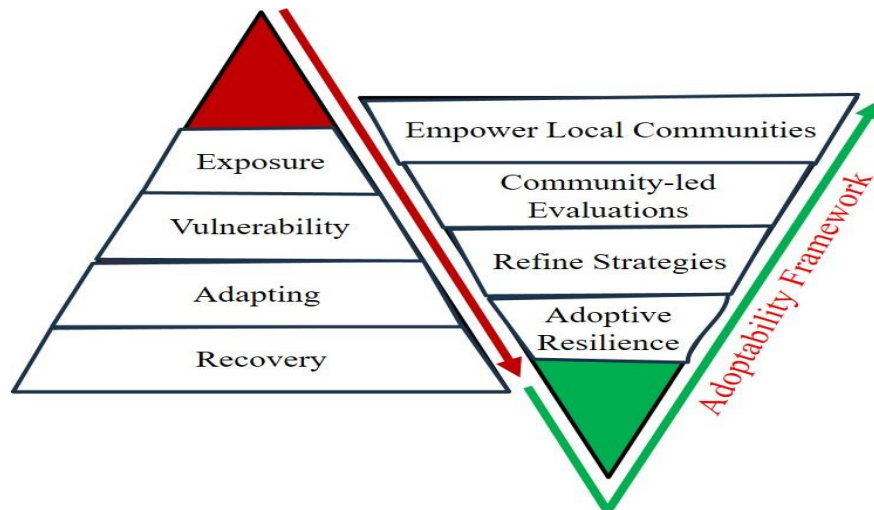 Exposure
Vulnerability
Adapting
Recovery
Empower Local Communities
Community-led
Evaluations
Refine Strategies
Adoptive
Resilience
Adoptability Framework